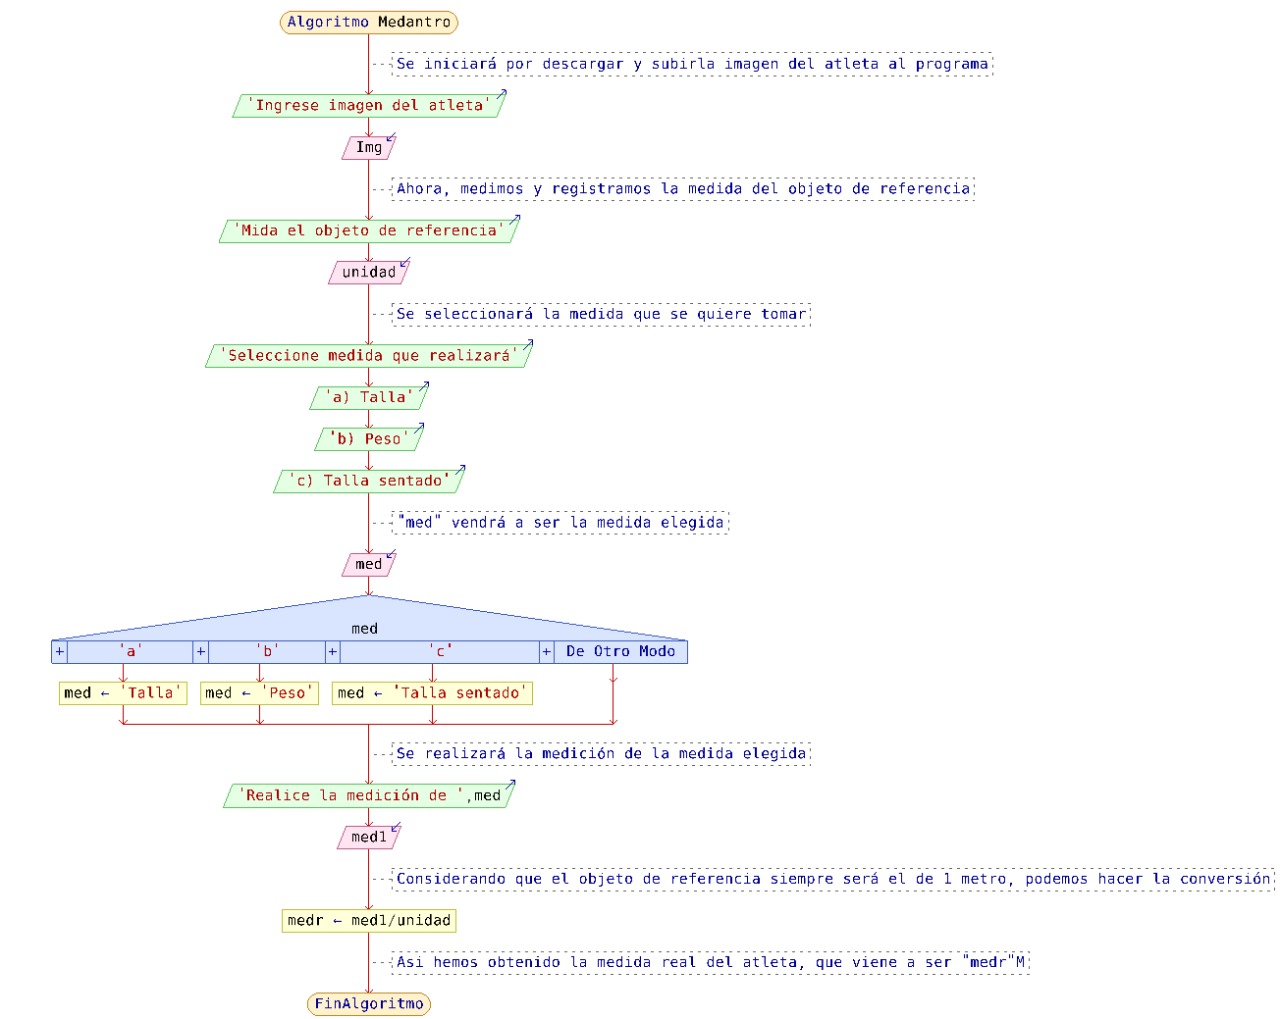 Algoritmo Medantro
Se iniciará por descargar y subirla imagen del atleta al programa
'Ingrese imagen del atleta'
Img
Ahora, medimos y registramos la medida del objeto de referencia
'Mida el objeto de referencia'
unidad
Se seleccionará la medida que se quiere tomar
'Seleccione medida que realizará'
'a) Talla'
'b) Peso'
'c) Talla sentado'
"med" vendrá a ser la medida elegida
med
med
+ 'a' + 'b' + 'c' + De Otro Modo
med ← 'Talla' med ← 'Peso' med ← 'Talla sentado'
Se realizará la medición de la medida elegida
'Realice la medición de ',med
med1
Considerando que el objeto de referencia siempre será el de 1 metro, podemos hacer la conversión
medr ← med1/unidad
Asi hemos obtenido la medida real del atleta, que viene a ser "medr"M
FinAlgoritmo